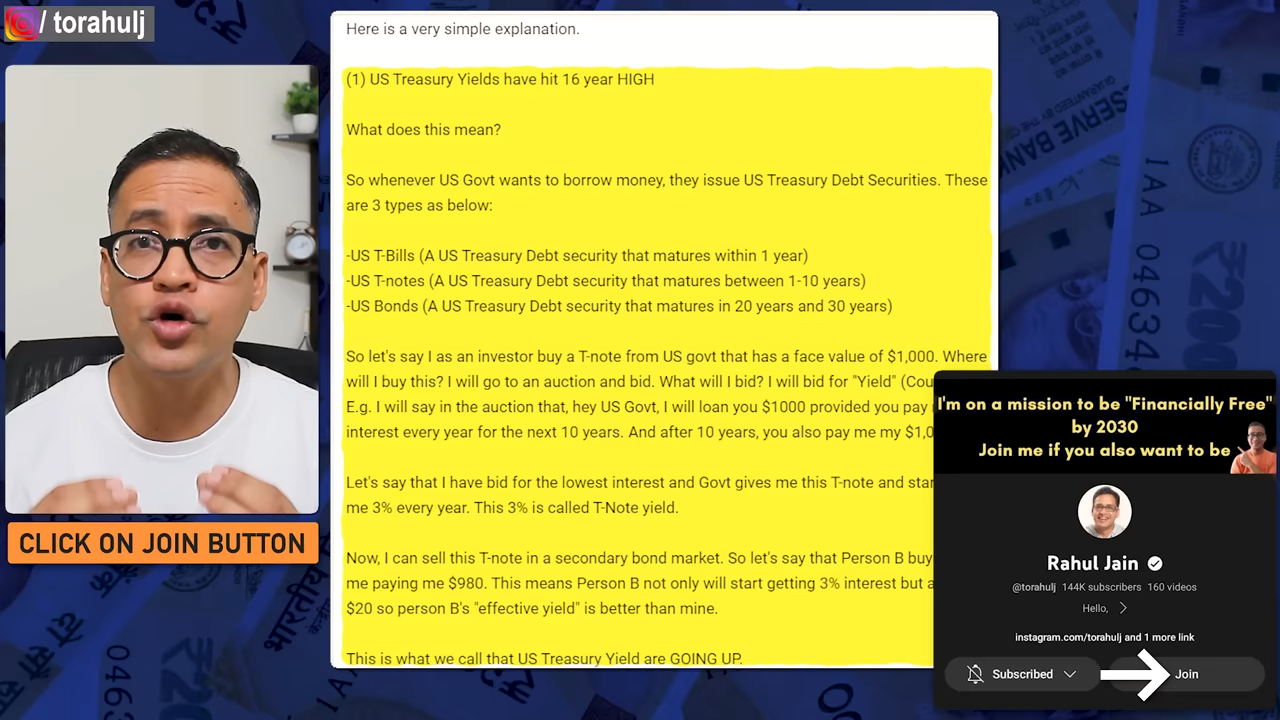 / torahulj
Here is a very simple explanation.
(1) US Treasury Yields have hit 16 year HIGH
What does this mean?
So whenever US Govt wants to borrow money, they issue US Treasury Debt Securities. These
are 3 types as below:
-US T-Bills (A US Treasury Debt security that matures within 1 year)
-US T-notes (A US Treasury Debt security that matures between 1-10 years)
-US Bonds (A US Treasury Debt security that matures in 20 years and 30 years)
So let's say I as an investor buy a T-note from US govt that has a face value of $1,000. Where
will I buy this? I will go to an auction and bid. What will I bid? I will bid for "Yield"
E.g. I will say in the auction that, hey US Govt, I will loan you $1000 provided you pay
interest every year for the next 10 years. And after 10 years, you also pay me my
Let's say that I have bid for the lowest interest and Govt gives me this T-note and
me 3% every year. This 3% is called T-Note yield.
Now, I can sell this T-note in a secondary bond market. So let's say that Person B
me paying me $980. This means Person B not only will start getting 3% interest but
$20 so person B's "effective yield" is better than mine.
This is what we call that US Treasury Yield are GOING UP.
CLICK ON JOIN BUTTON
I'm on a mission to be "Financially Free"
by 2030
Join me if you also want to be
Rahul Jain
@torahulj 144K subscribers 160 videos
Hello,
instagram.com/torahulj and 1 more link
Subscribed
Join
RESERVE BANK
GUARANTEED BY THE
1AA 04634
₹200
भारतीय